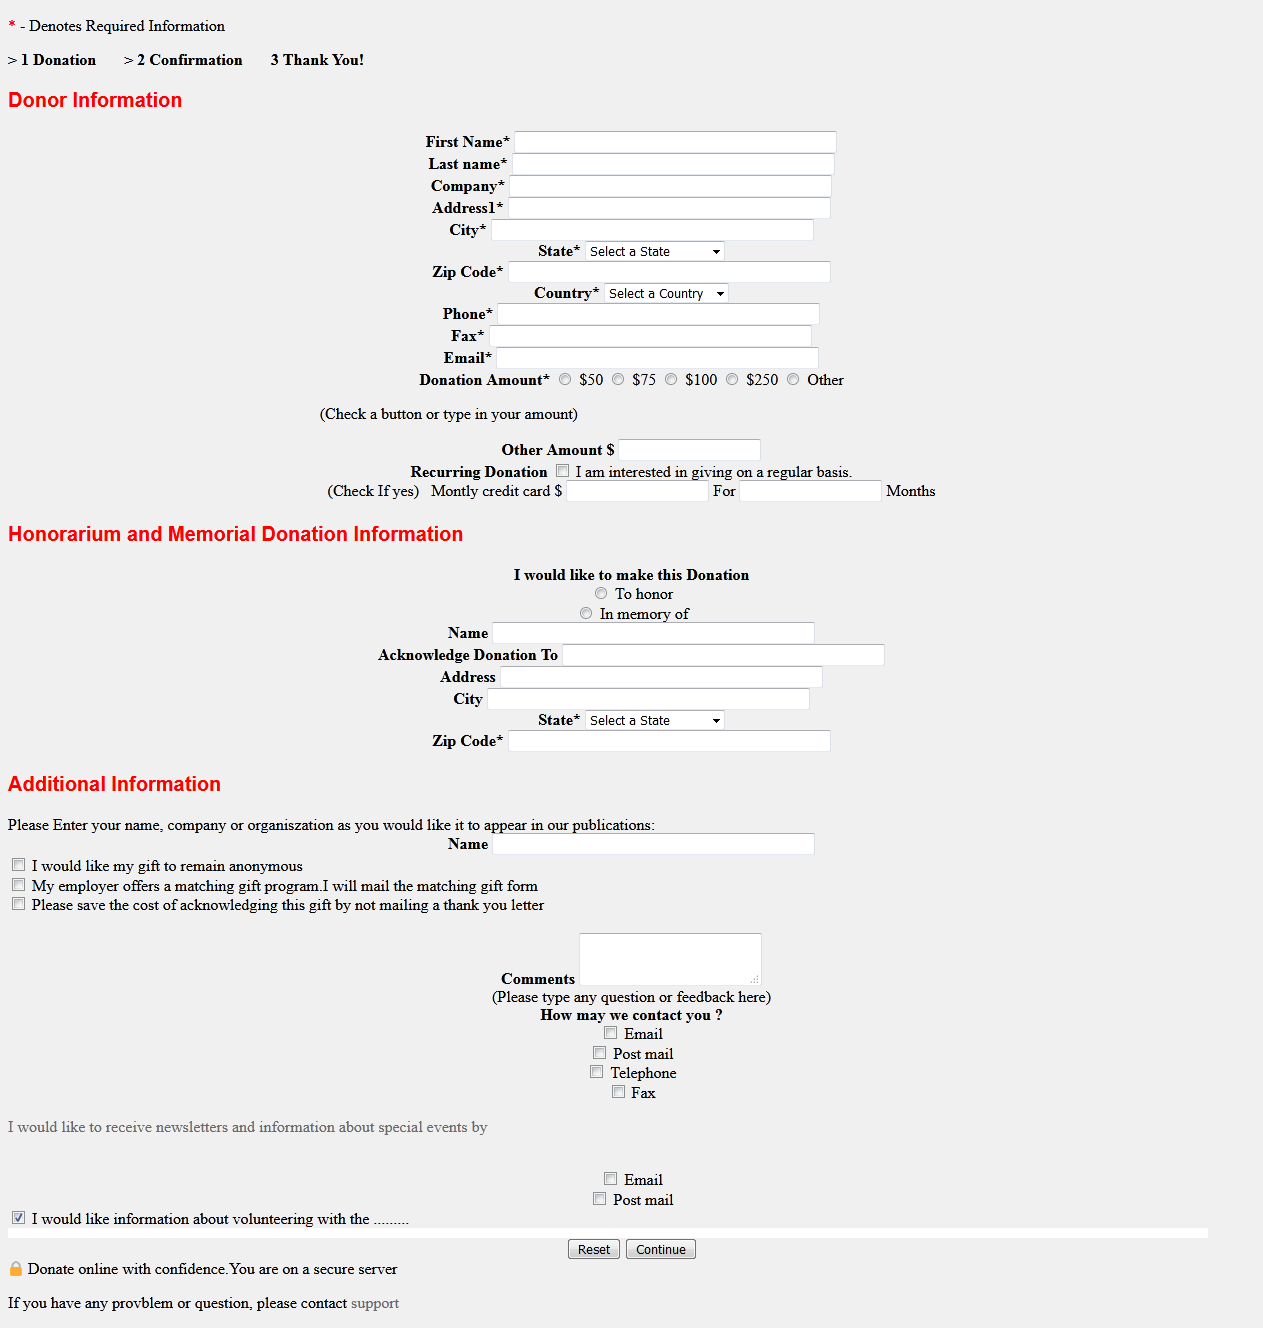 * - Denotes Required Information
> 1 Donation > 2 Confirmation 3 Thank You!
Donor Information
First Name*
Last name*
Company*
Address1*
City*
State* Select a State
Zip Code*
Country* Select a Country
Phone*
Fax*
Email*
Donation Amount* $50 $75 $100 $250 Other
(Check a button or type in your amount)
Other Amount $
Recurring Donation I am interested in giving on a regular basis.
(Check If yes) Montly credit card $ For Months
Honorarium and Memorial Donation Information
I would like to make this Donation
To honor
In memory of
Name
Acknowledge Donation To
Address
City
State* Select a State
Zip Code*
Additional Information
Please Enter your name, company or organiszation as you would like it to appear in our publications:
Name
I would like my gift to remain anonymous
My employer offers a matching gift program.I will mail the matching gift form
Please save the cost of acknowledging this gift by not mailing a thank you letter
Comments
(Please type any question or feedback here)
How may we contact you ?
Email
Post mail
Telephone
Fax
I would like to receive newsletters and information about special events by
Email
Post mail
I would like information about volunteering with the .........
Reset Continue
Donate online with confidence.You are on a secure server
If you have any provblem or question, please contact support